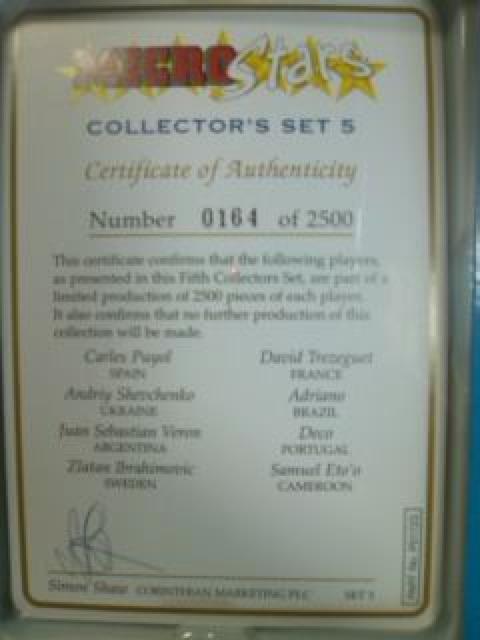 MICRO Stars
COLLECTOR'S SET 5
Certificate of Authenticity
Number 0164 of 2500
This certificate confirms that the following players,
as presented in this Fifth Collectors Set, are part of a
limited production of 2500 pieces of each player.
It also confirms that no further production of this
collection will be made.
Carles Puyol David Trezeguet
SPAIN FRANCE
Andriy Shevchenko Adriano
UKRAINE BRAZIL
Juan Sebastian Veron Deco
ARGENTINA PORTUGAL
Zlatan Ibrahimovic Samuel Eto'o
SWEDEN CAMEROON
Simon Shaw CORINTHIAN MARKETING PLC SET 5